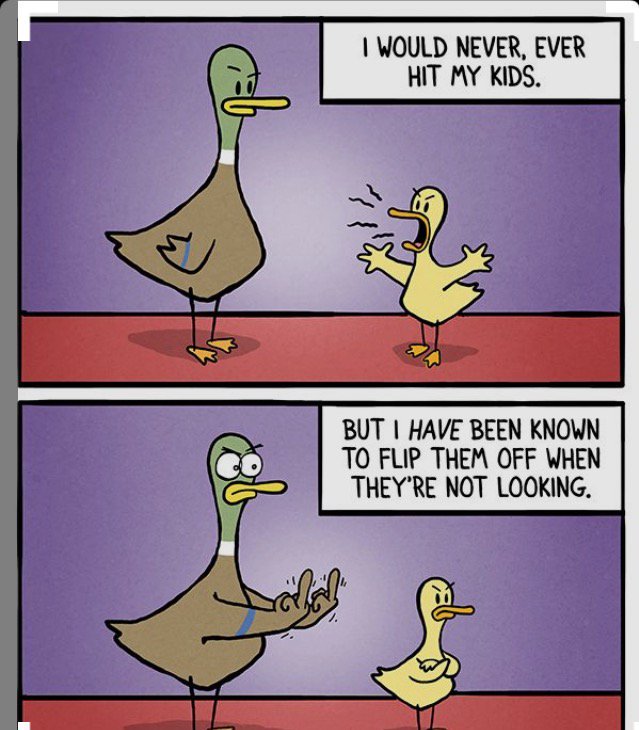 I WOULD NEVER, EVER
HIT MY KIDS.
BUT I HAVE BEEN KNOWN
TO FLIP THEM OFF WHEN
THEY'RE NOT LOOKING.